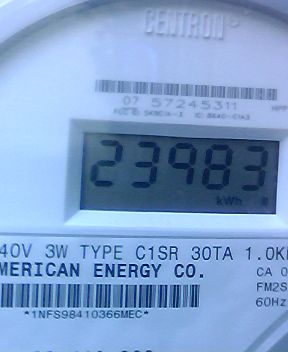 CENTRON
07 57245311
23983
kWh
40V 3W TYPE C1SR 30TA 1.0K
MERICAN ENERGY CO.
CA 0
FM2S
60Hz
*1NFS98410366MEC*